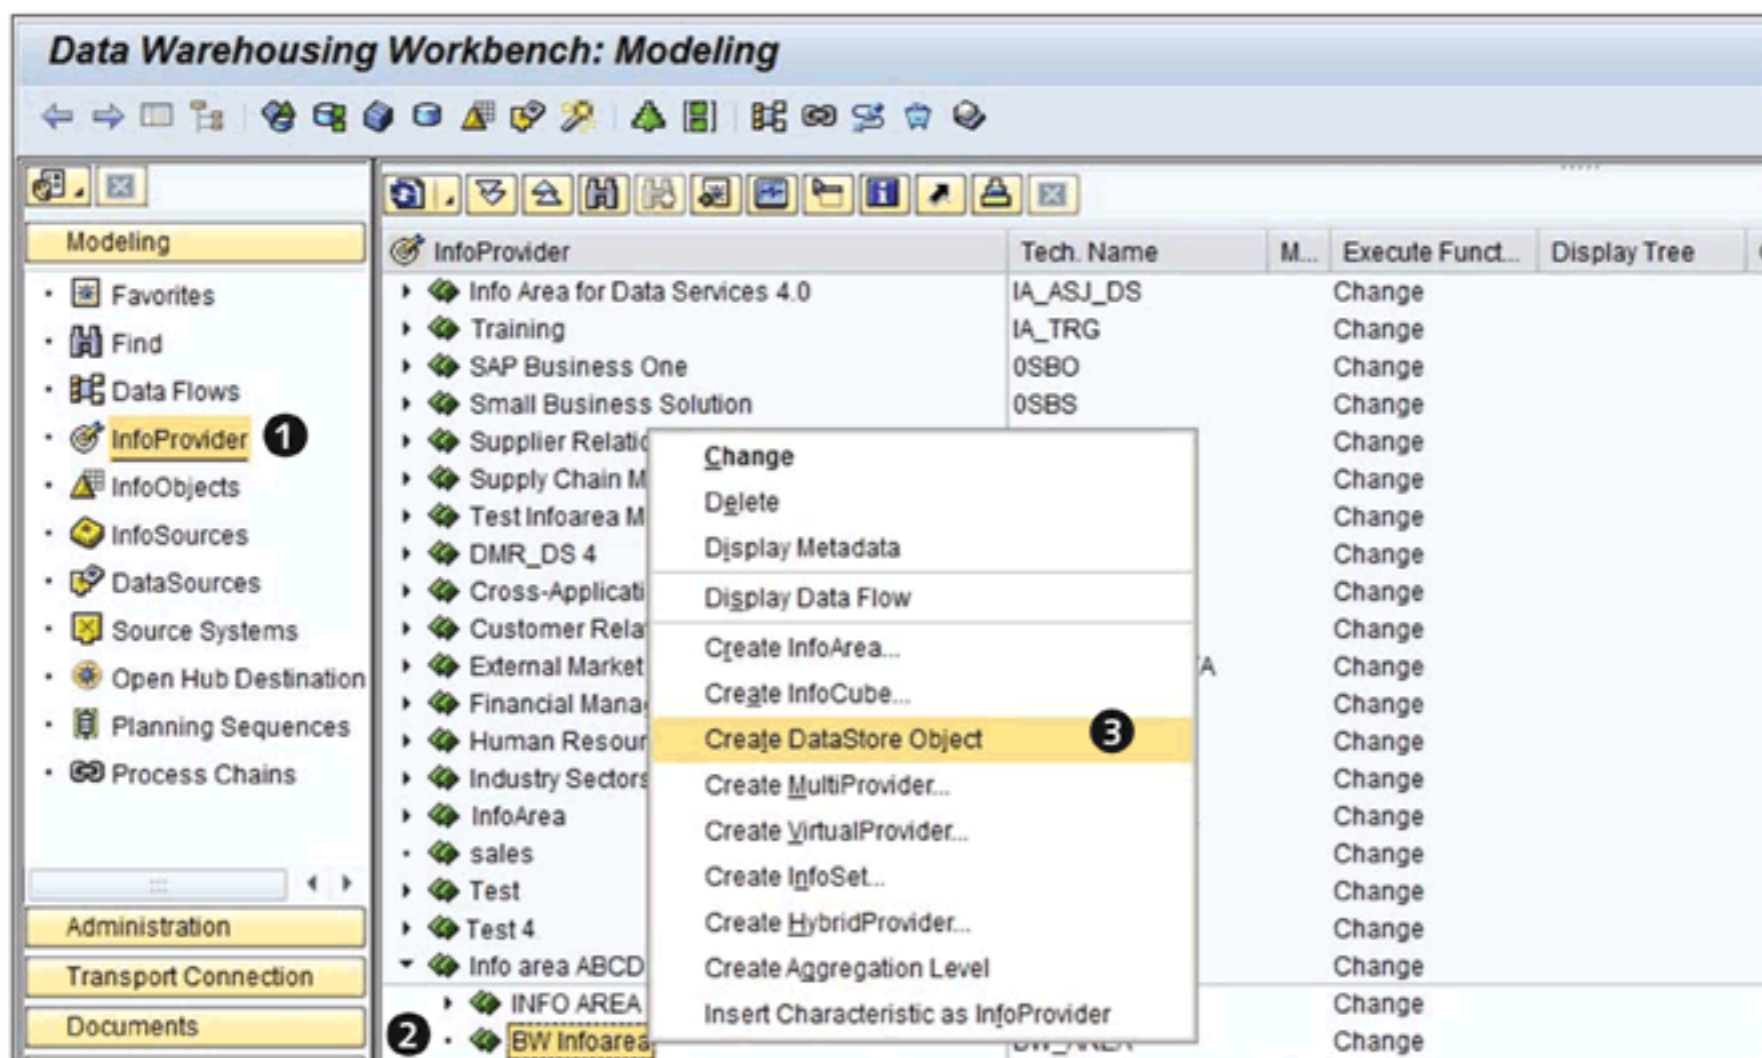 Data Warehousing Workbench: Modeling
Modeling
Favorites
Find
Data Flows
InfoProvider 1
InfoObjects
InfoSources
DataSources
Source Systems
Open Hub Destination
Planning Sequences
Process Chains
Administration
Transport Connection
Documents
InfoProvider Tech. Name M... Execute Funct... Display Tree
Info Area for Data Services 4.0 IA_ASJ_DS Change
Training IA_TRG Change
SAP Business One 0SBO Change
Small Business Solution 0SBS Change
Supplier Relatio Change
Supply Chain M Change
Test Infoarea M Change
DMR_DS 4 Change
Cross-Applicati Change
Customer Rela Change
External Market A Change
Financial Mana Change
Human Resour Change
Industry Sectors Change
InfoArea Change
sales Change
Test Change
Test 4 Change
Info area ABCD Change
INFO AREA Change
2 BW Infoarea BW_AREA Change
Change
Delete
Display Metadata
Display Data Flow
Create InfoArea...
Create InfoCube...
Create DataStore Object 3
Create MultiProvider...
Create VirtualProvider...
Create InfoSet...
Create HybridProvider...
Create Aggregation Level
Insert Characteristic as InfoProvider